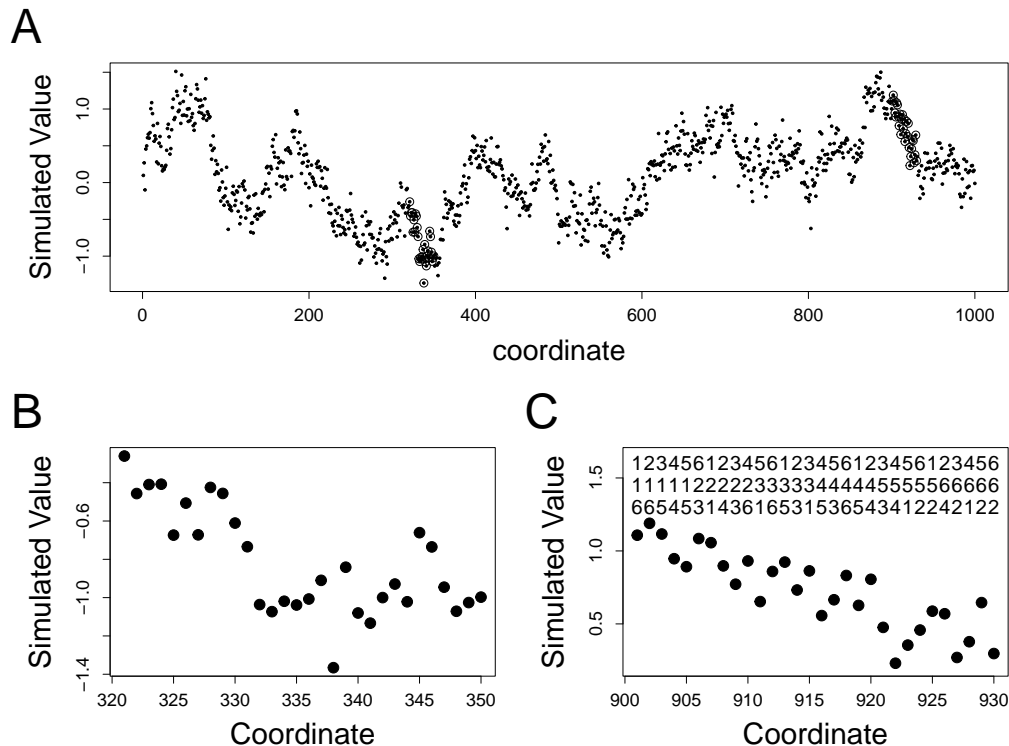 A
Simulated Value
1.0
0.0
−1.0
0 200 400 600 800 1000
coordinate
B
Simulated Value
−0.6
−1.0
−1.4
320 325 330 335 340 345 350
Coordinate
C
Simulated Value
1.5
1.0
0.5
123456123456123456123456123456
111112222233333444445555566666
665453143616531536543412242122
900 905 910 915 920 925 930
Coordinate